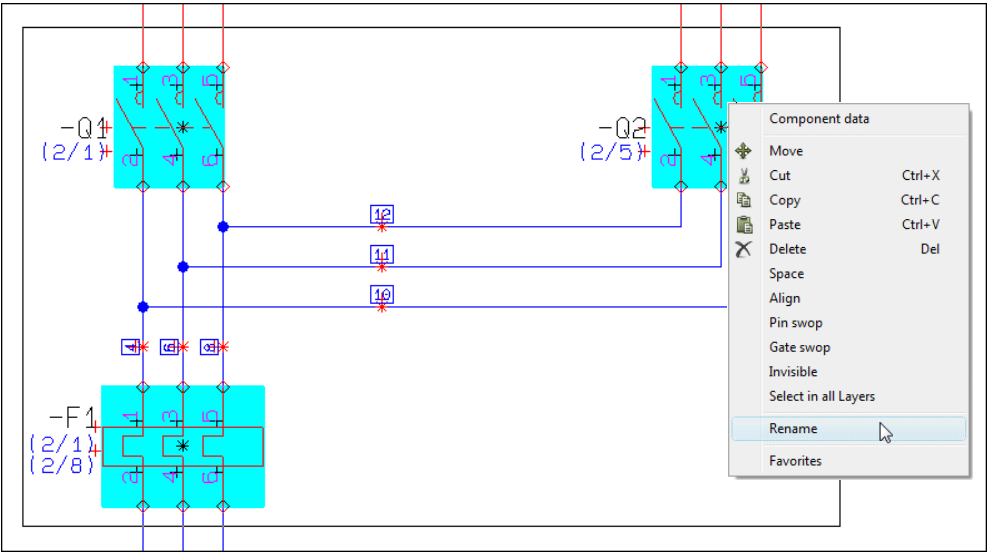 1 3 5
1 3 5
-Q1
(2/1)
2 4 6
-Q2
(2/5)
2 4
Component data
Move
Cut Ctrl+X
Copy Ctrl+C
Paste Ctrl+V
Delete Del
Space
Align
Pin swop
Gate swop
Invisible
Select in all Layers
Rename
Favorites
12
11
10
4 6 8
-F1
(2/1)
(2/8)
1 3 5
2 4 6